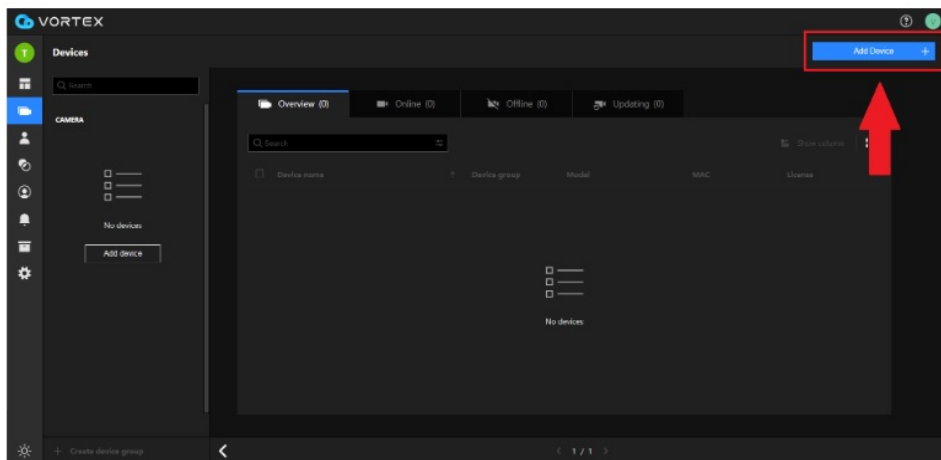 VORTEX
V
T
Devices
Add Device +
Search
CAMERA
No devices
Add device
Overview (0)
Online (0)
Offline (0)
Updating (0)
Search
Show column
Device name
Device group
Model
MAC
License
No devices
+ Create device group
< 1 / 1 >